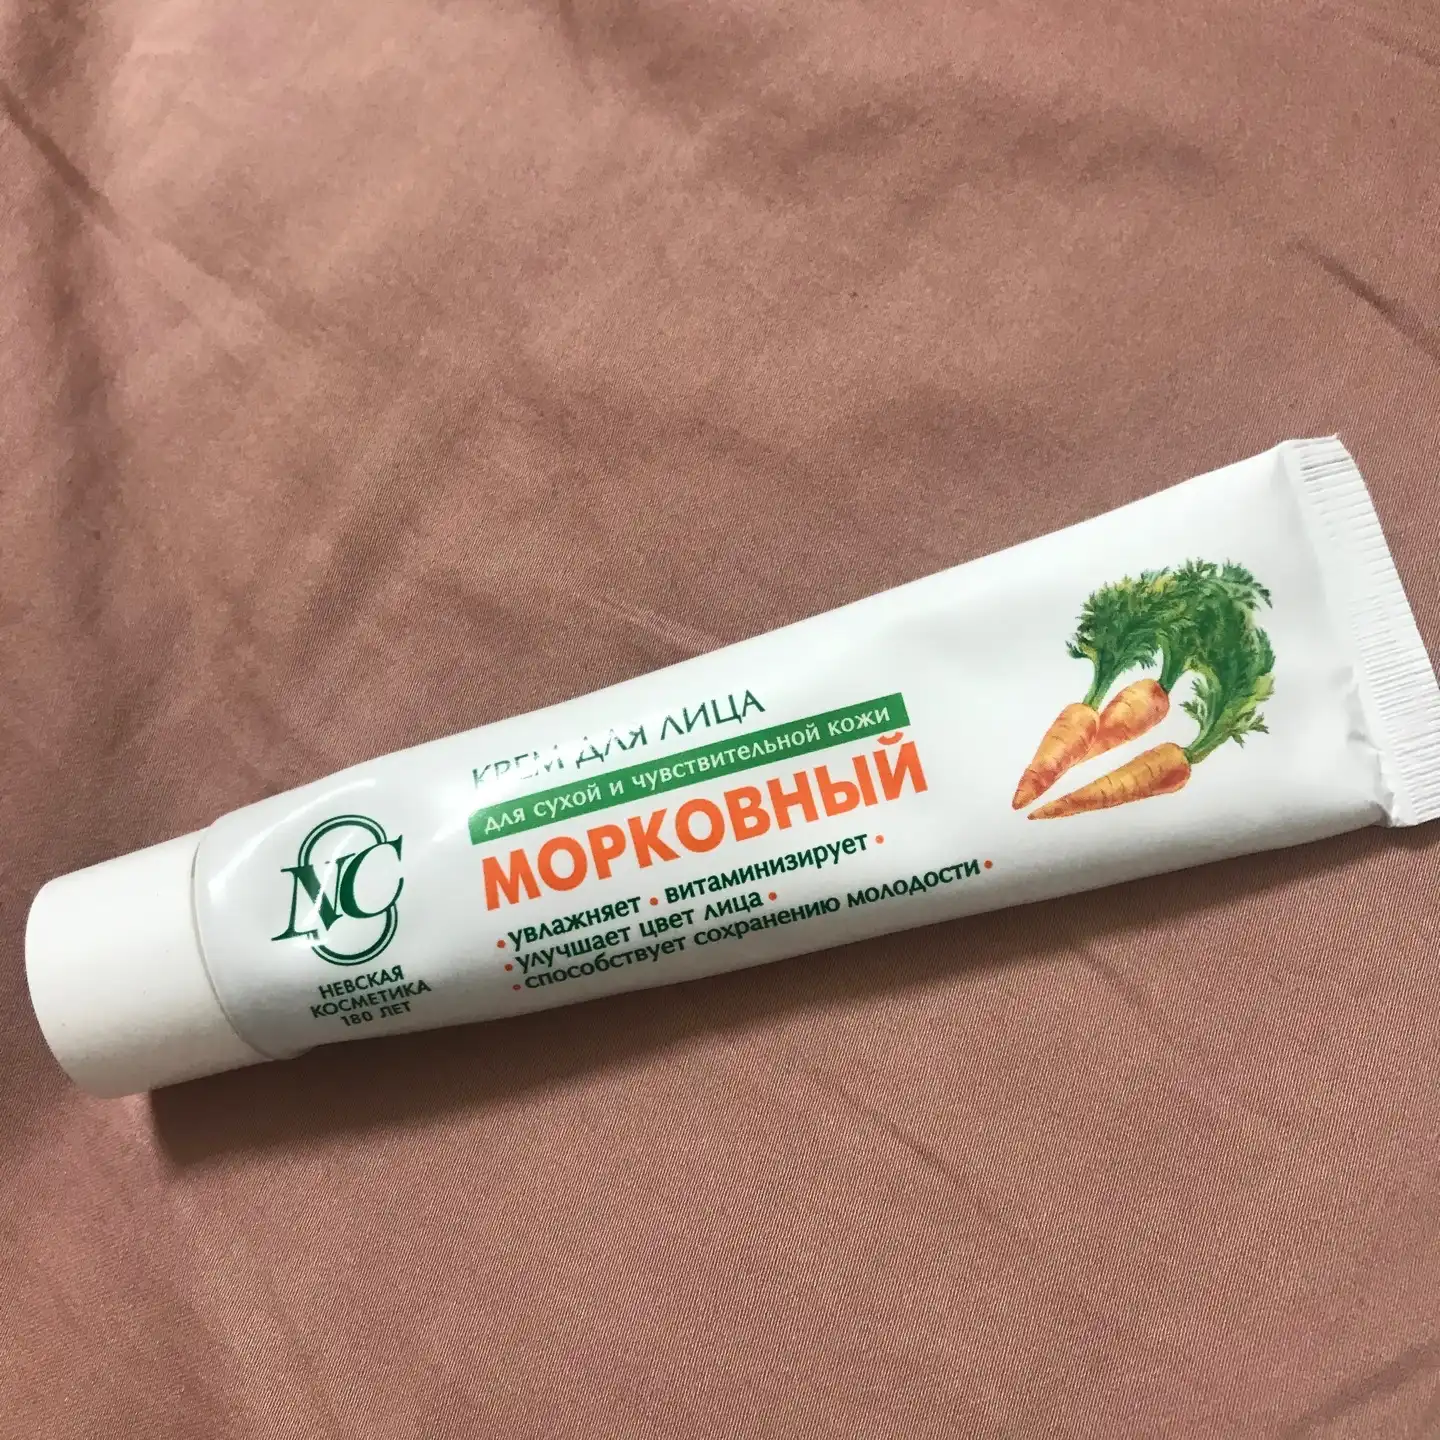 NC
НЕВСКАЯ
КОСМЕТИКА
180 ЛЕТ
КРЕМ ДЛЯ ЛИЦА
для сухой и чувствительной кожи
МОРКОВНЫЙ
• увлажняет • витаминизирует •
• улучшает цвет лица •
• способствует сохранению молодости •